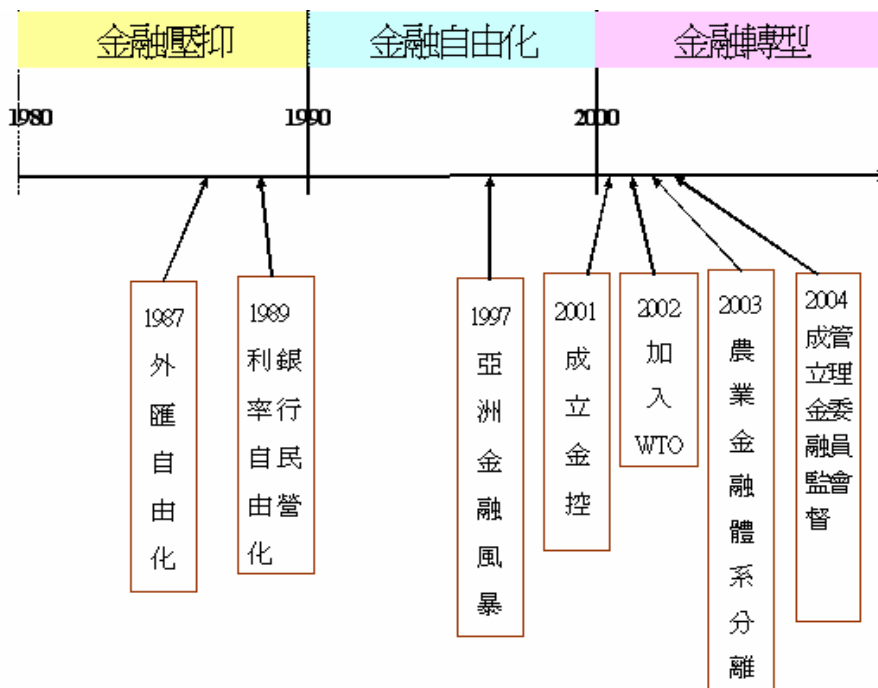 金融壓抑
金融自由化
金融轉型
1980
1990
2000
1987
外匯自由化
1989
利率自由化
銀行民營化
1997
亞洲金融風暴
2001
成立金控
2002
加入
WTO
2003
農業金融體系分離
2004
成立金融監督
管理委員會